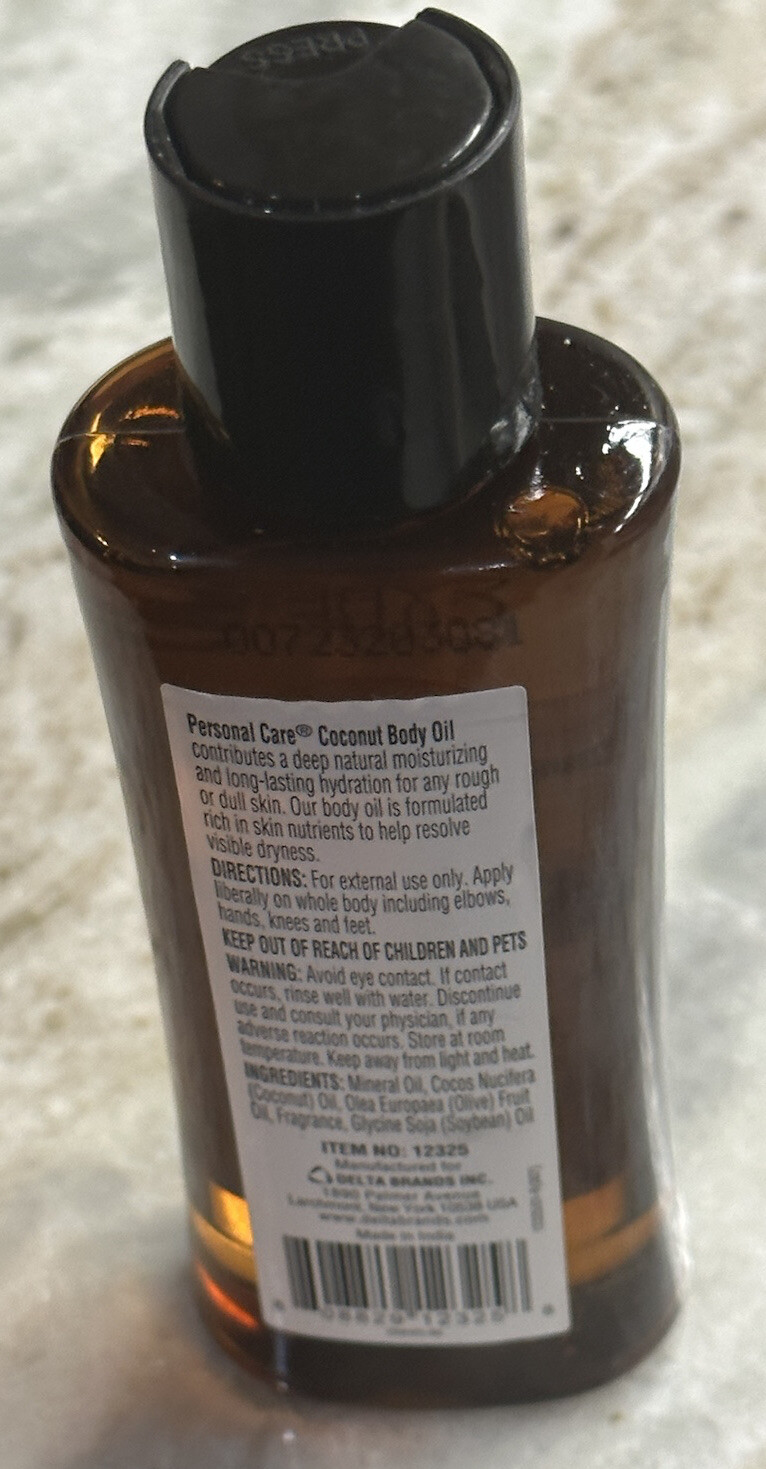 PRESS
Personal Care® Coconut Body Oil
contributes a deep natural moisturizing
and long-lasting hydration for any rough
or dull skin. Our body oil is formulated
rich in skin nutrients to help resolve
visible dryness.
DIRECTIONS: For external use only. Apply
liberally on whole body including elbows,
hands, knees and feet.
KEEP OUT OF REACH OF CHILDREN AND PETS
WARNING: Avoid eye contact. If contact
occurs, rinse well with water. Discontinue
use and consult your physician, if any
adverse reaction occurs. Store at room
temperature. Keep away from light and heat.
INGREDIENTS: Mineral Oil, Cocos Nucifera
(Coconut) Oil, Olea Europaea (Olive) Fruit
Oil, Fragrance, Glycine Soja (Soybean) Oil
ITEM NO: 12325
Manufactured for
DELTA BRANDS INC.
1890 Palmer Avenue
Larchmont, New York 10538 USA
www.deltabrands.com
Made in India